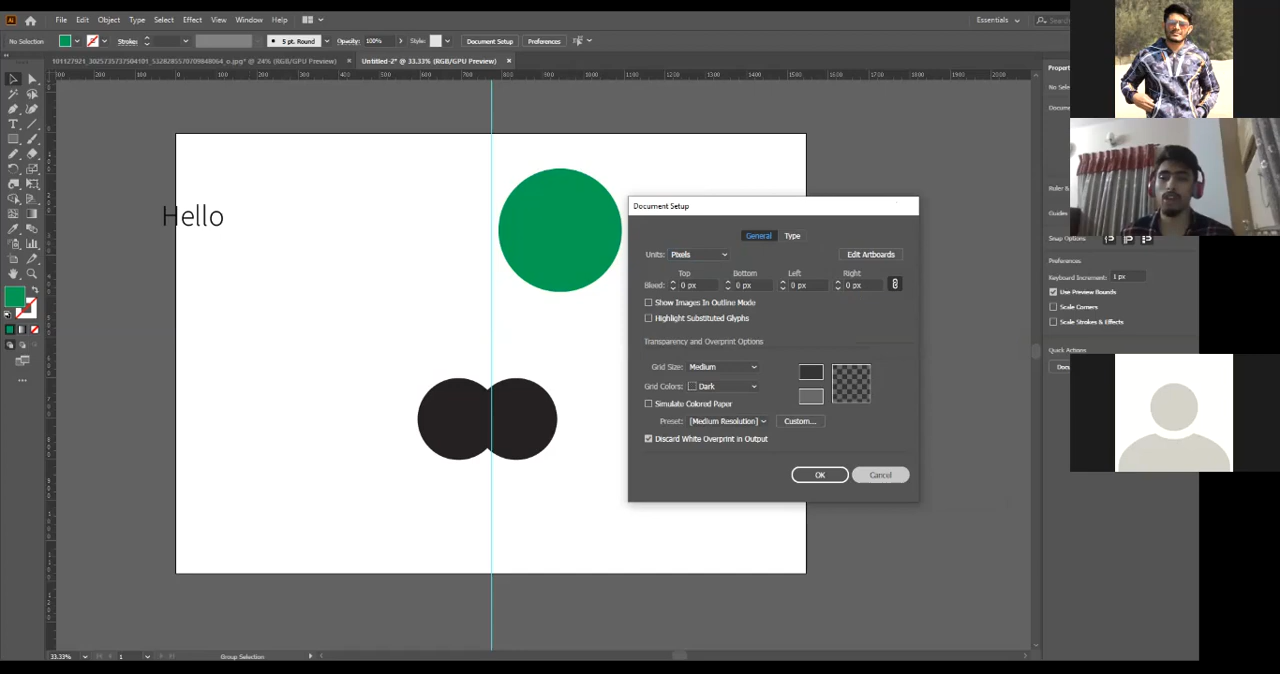 Ai File Edit Object Type Select Effect View Window Help Essentials
No Selection Stroke: 5 pt. Round Opacity: 100% Style: Document Setup Preferences
Untitled-2* @ 33.33% (RGB/GPU Preview)
Properties
Hello
Document Setup
General Type
Units: Pixels Edit Artboards
Top Bottom Left Right
Bleed: 0 px 0 px 0 px 0 px
Show Images In Outline Mode
Highlight Substituted Glyphs
Transparency and Overprint Options
Grid Size: Medium
Grid Colors: Dark
Simulate Colored Paper
Preset: [Medium Resolution] Custom...
Discard White Overprint in Output
OK Cancel
Guides
Snap Options
Preferences
Keyboard Increment: 1 px
Use Preview Bounds
Scale Corners
Scale Strokes & Effects
Quick Actions
33.33% 1 Group Selection